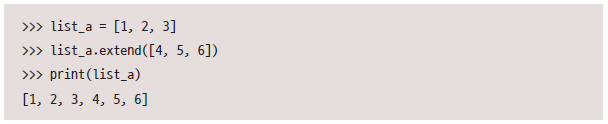 >>> list_a = [1, 2, 3]
>>> list_a.extend([4, 5, 6])
>>> print(list_a)
[1, 2, 3, 4, 5, 6]